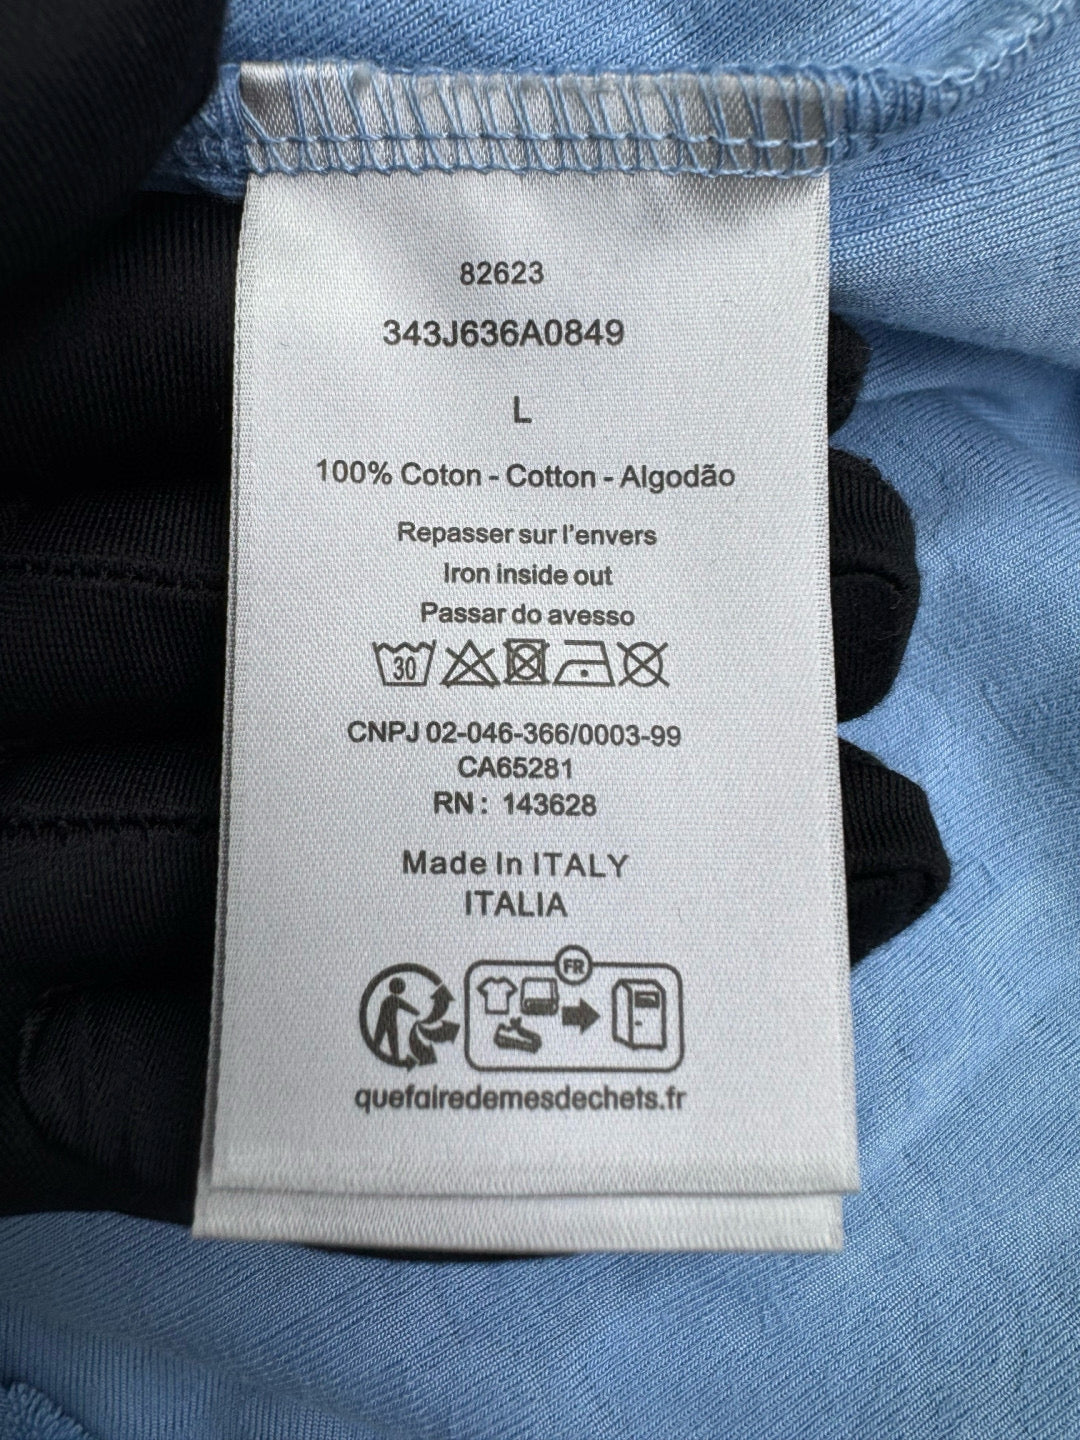 82623
343J636A0849
L
100% Coton - Cotton - Algodão
Repasser sur l'envers
Iron inside out
Passar do avesso
30
CNPJ 02-046-366/0003-99
CA65281
RN: 143628
Made In ITALY
ITALIA
FR
quefairedemesdechets.fr